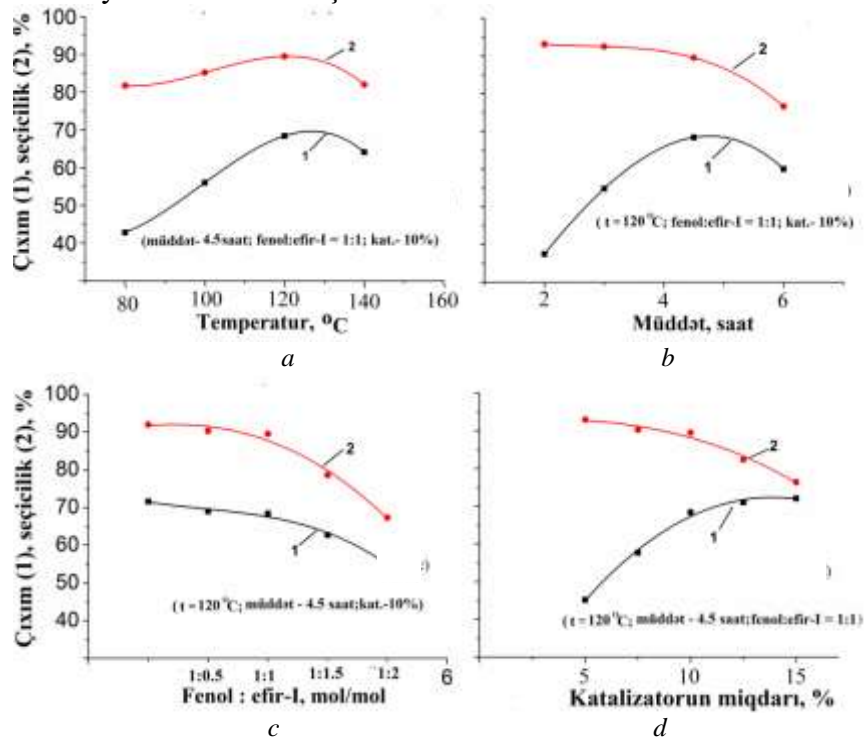 Çıxım (1), seçicilik (2), %
100
90
80
70
60
50
40
2
1
(müddət- 4.5saat; fenol:efir-I = 1:1; kat.- 10%)
80 100 120 140 160
Temperatur, ⁰C
a
2
1
( t = 120 ⁰C; fenol:efir-I = 1:1; kat.- 10%)
2 4 6
Müddət, saat
b
Çıxım (1), seçicilik (2), %
100
90
80
70
60
50
40
2
1
( t = 120 ⁰C; müddət - 4.5 saat;kat.-10%)
1:0.5 1:1 1:1.5 1:2 6
Fenol : efir-I, mol/mol
c
2
1
( t =120 ⁰C; müddət - 4.5 saat;fenol:efir-I = 1:1)
5 10 15
Katalizatorun miqdarı, %
d